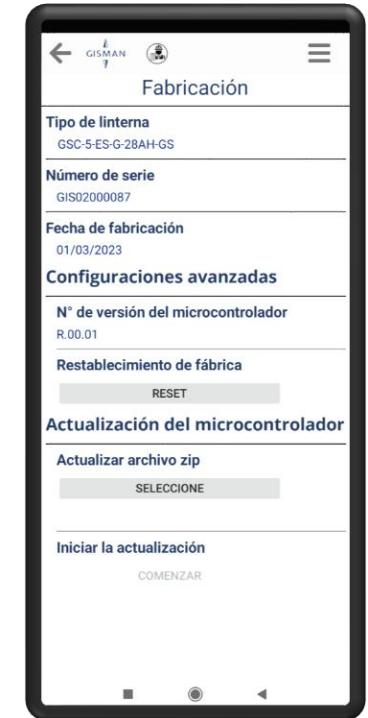 GISMAN
Fabricación
Tipo de linterna
GSC-5-ES-G-28AH-GS
Número de serie
GIS02000087
Fecha de fabricación
01/03/2023
Configuraciones avanzadas
N° de versión del microcontrolador
R.00.01
Restablecimiento de fábrica
RESET
Actualización del microcontrolador
Actualizar archivo zip
SELECCIONE
Iniciar la actualización
COMENZAR